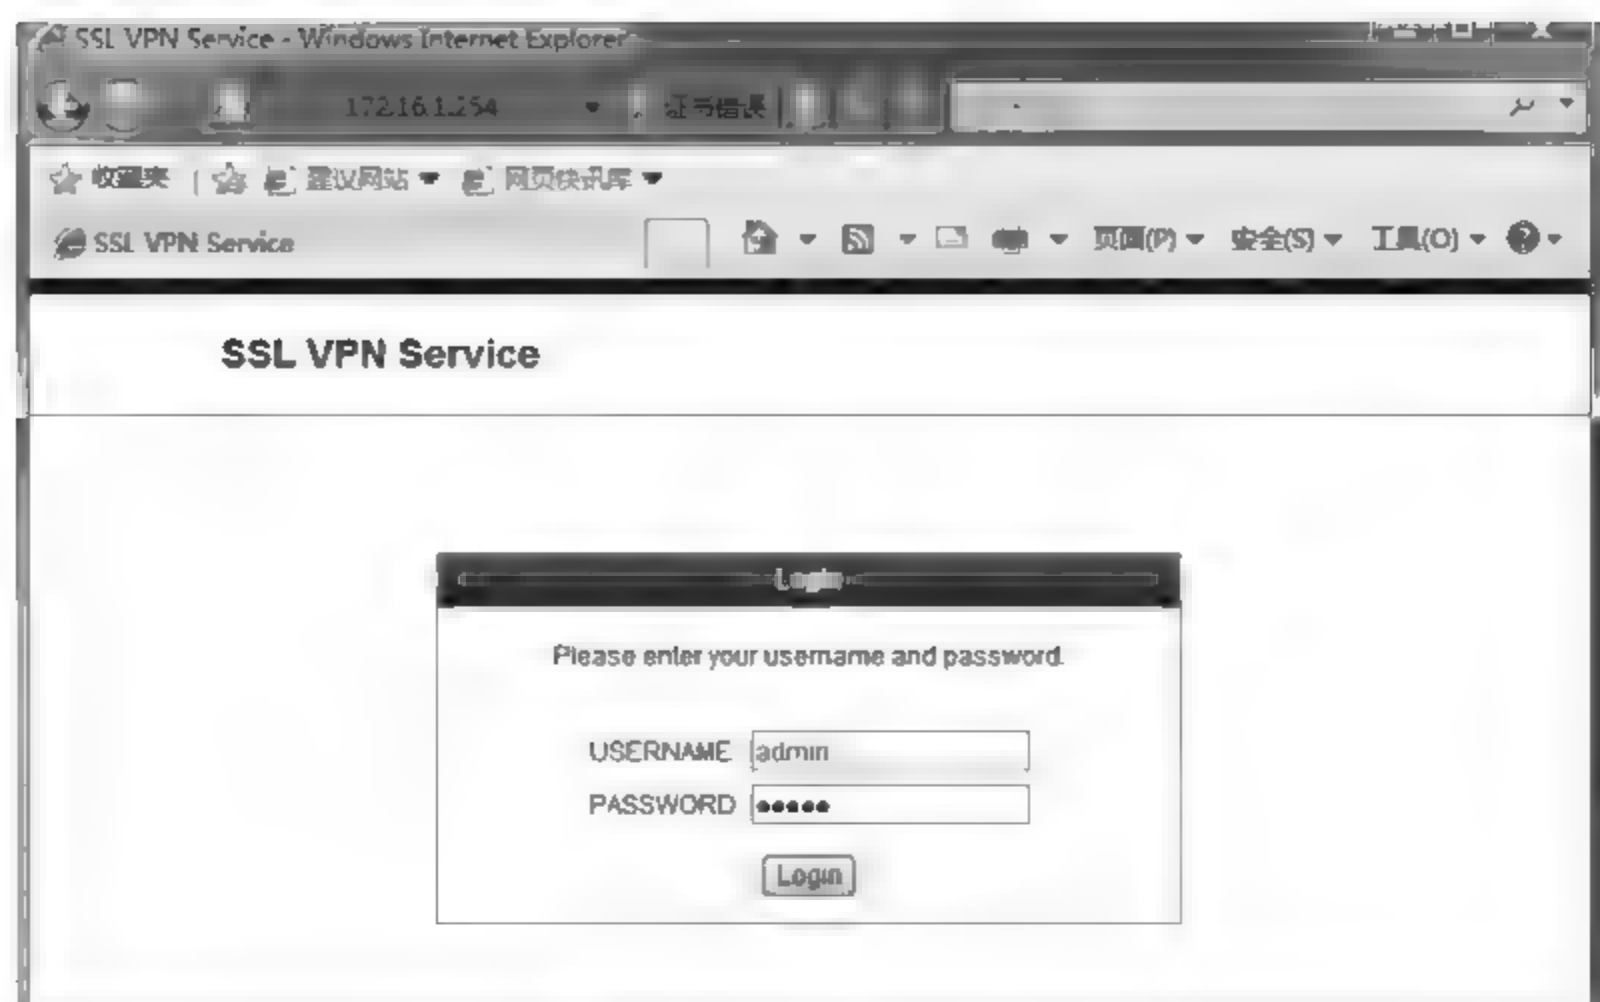 SSL VPN Service - Windows Internet Explorer
172.16.1.254 证书错误
收藏夹 建议网站 网页快讯库
SSL VPN Service 页面(P) 安全(S) 工具(O)
SSL VPN Service
Login
Please enter your username and password.
USERNAME admin
PASSWORD •••••
Login